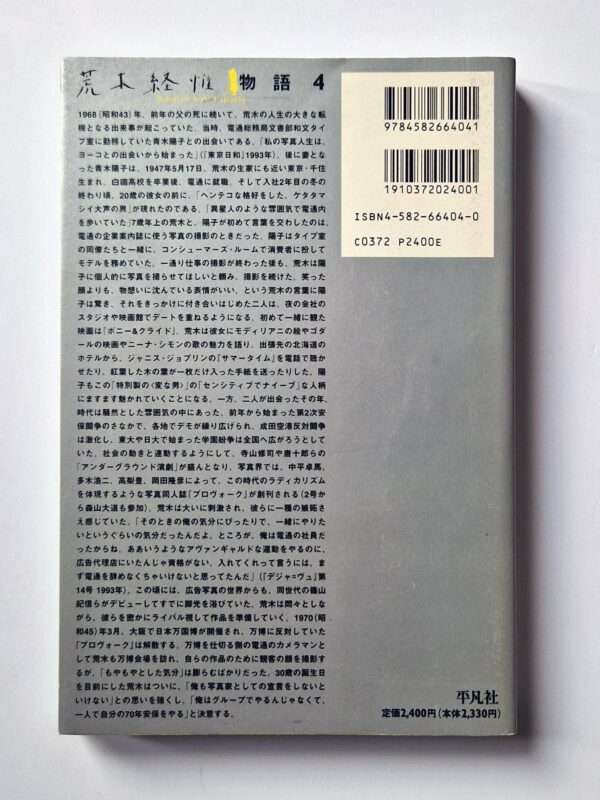 荒木経惟物語 4
1968(昭和43)年、前年の父の死に続いて、荒木の人生の大きな転
機となる出来事が起こっていた。当時、電通総務局文書部和文タイ
プ室に勤務していた青木陽子との出会いである。「私の写真人生は、
ヨーコとの出会いから始まった」(『東京日和』1993年)。後に妻となっ
た青木陽子は、1947年5月17日、荒木の生家にも近い東京・千住
生まれ。白鴎高校を卒業後、電通に就職。そして入社2年目の冬の
終わり頃、20歳の彼女の前に、「ヘンテコな格好をした、ケタタマ
シイ大声の男」が現れたのである。「異星人のような雰囲気で電通内
を歩いていた」7歳年上の荒木と、陽子が初めて言葉を交わしたのは、
電通の企業案内誌に使う写真の撮影のときだった。陽子はタイプ室
の同僚たちと一緒に、コンシューマーズ・ルームで消費者に扮して
モデルを務めていた。一通り仕事の撮影が終わった後も、荒木は陽
子に個人的に写真を撮らせてほしいと頼み、撮影を続けた。笑った
顔よりも、物想いに沈んでいる表情がいい、という荒木の言葉に陽
子は驚き、それをきっかけに付き合いはじめた二人は、夜の会社の
スタジオや映画館でデートを重ねるようになる。初めて一緒に観た
映画は『ボニー&クライド』。荒木は彼女にモディリアニの絵やゴダ
ールの映画やニーナ・シモンの歌の魅力を語り、出張先の北海道の
ホテルから、ジャニス・ジョプリンの『サマータイム』を電話で聴か
せたり、紅葉した木の葉が一枚だけ入った手紙を送ったりした。陽
子もこの「特別製の〈変な男〉」の「センシティブでナイーブ」な人柄
にますます魅かれていくことになる。一方、二人が出会ったその年、
時代は騒然とした雰囲気の中にあった。前年から始まった第2次安
保闘争のさなかで、各地でデモが繰り広げられ、成田空港反対闘争
は激化し、東大や日大で始まった学園紛争は全国へ広がろうとして
いた。社会の動きと連動するようにして、寺山修司や唐十郎らの
「アンダーグラウンド演劇」が盛んとなり、写真界では、中平卓馬、
多木浩二、高梨豊、岡田隆彦によって、この時代のラディカリズム
を体現するような写真同人誌『プロヴォーク』が創刊される(2号か
ら森山大道も参加)。荒木は大いに刺激され、彼らに一種の嫉妬さ
え感じていた。「そのときの俺の気分にぴったりで、一緒にやりた
いというぐらいの気分だったんだよ。ところが、俺は電通の社員だ
ったからね。ああいうようなアヴァンギャルドな運動をやるのに、
広告代理店にいたんじゃ資格がない。入れてくれって言うには、ま
ず電通を辞めなくちゃいけないと思ってたんだ」(『デジャ=ヴュ』第
14号 1993年)。この頃には、広告写真の世界からも、同世代の篠山
紀信らがデビューしてすでに脚光を浴びていた。荒木は悶々としな
がら、彼らを密かにライバル視して作品を準備していく。1970(昭
和45)年3月、大阪で日本万国博が開催され、万博に反対していた
『プロヴォーク』は解散する。万博を仕切る側の電通のカメラマンと
して荒木も万博会場を訪れ、自らの作品のために観客の顔を撮影す
るが、「もやもやとした気分」は膨らむばかりだった。30歳の誕生日
を目前にした荒木はついに、「俺も写真家としての宣言をしないと
いけない」との思いを強くし、「俺はグループでやるんじゃなくて、
一人で自分の70年安保をやる」と決意する。
9784582664041
1910372024001
ISBN4-582-66404-0
C0372 P2400E
平凡社
定価2,400円(本体2,330円)